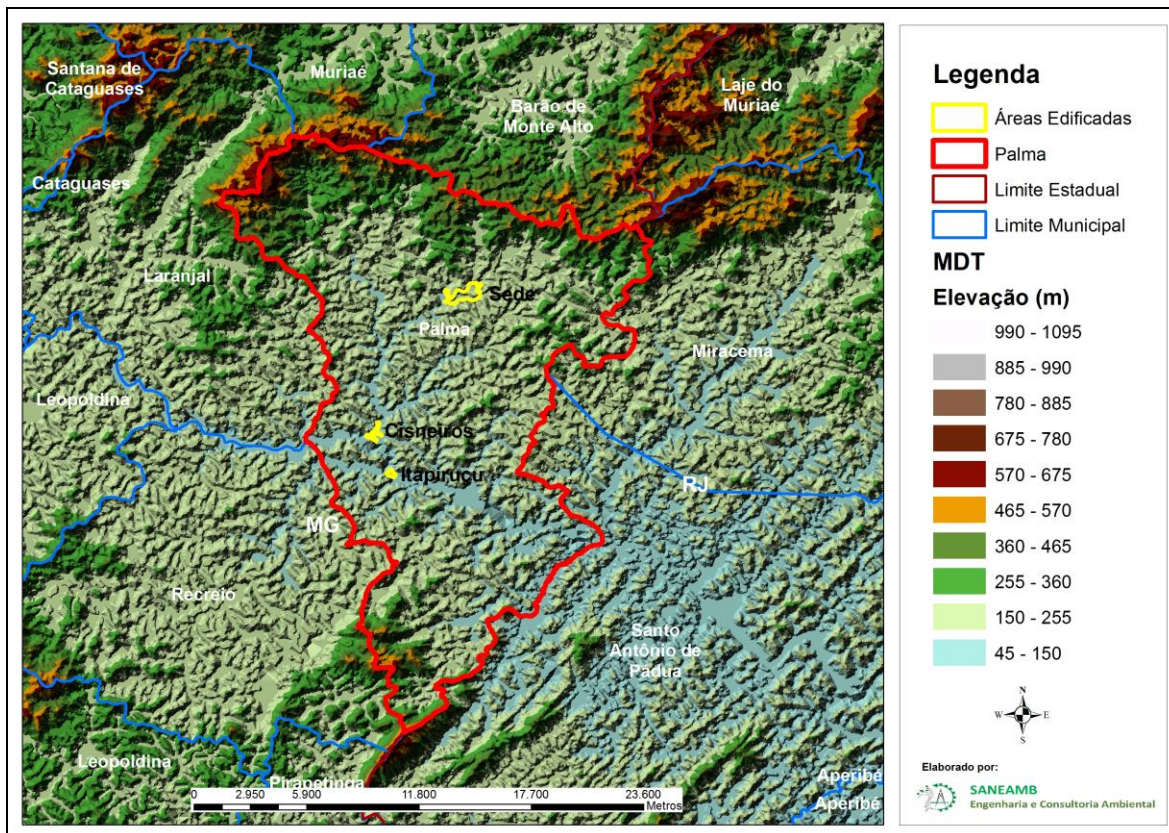 Santana de
Cataguases
Muriaé
Barão de
Monte Alto
Laje do
Muriaé
Cataguases
Laranjal
Sede
Palma
Miracema
Leopoldina
Cisneiros
Itapiruçu
RJ
MG
Recreio
Santo
Antônio de
Pádua
Leopoldina
Pirapetinga
Aperibé
Aperibé
0 2.950 5.900 11.800 17.700 23.600
Metros
Legenda
Áreas Edificadas
Palma
Limite Estadual
Limite Municipal
MDT
Elevação (m)
990 - 1095
885 - 990
780 - 885
675 - 780
570 - 675
465 - 570
360 - 465
255 - 360
150 - 255
45 - 150
N
W E
S
Elaborado por:
SANEAMB
Engenharia e Consultoria Ambiental